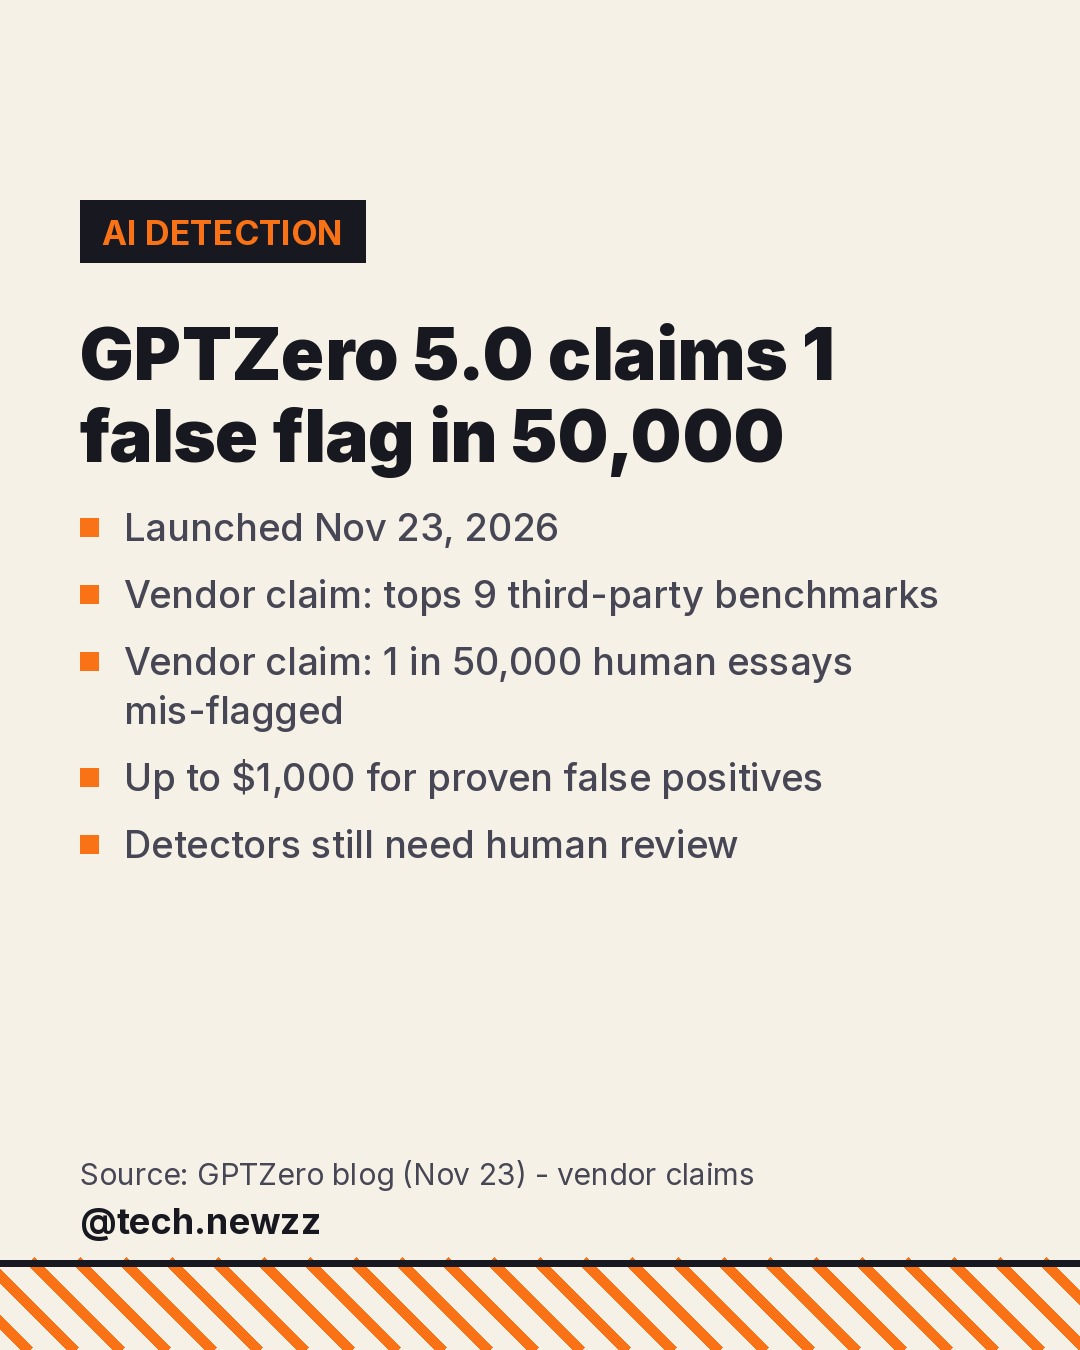 AI DETECTION
GPTZero 5.0 claims 1
false flag in 50,000
Launched Nov 23, 2026
Vendor claim: tops 9 third-party benchmarks
Vendor claim: 1 in 50,000 human essays
mis-flagged
Up to $1,000 for proven false positives
Detectors still need human review
Source: GPTZero blog (Nov 23) - vendor claims
@tech.newzz